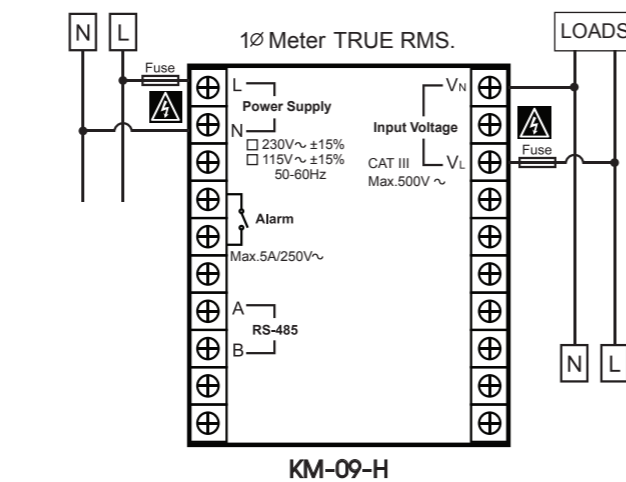 N L
1Ø Meter TRUE RMS.
LOADS
Fuse
L
Power Supply
N
☐ 230V~ ±15%
☐ 115V~ ±15%
50-60Hz
VN
Input Voltage
CAT III
VL
Max.500V ~
Fuse
Alarm
Max.5A/250V~
A
RS-485
B
N L
KM-09-H